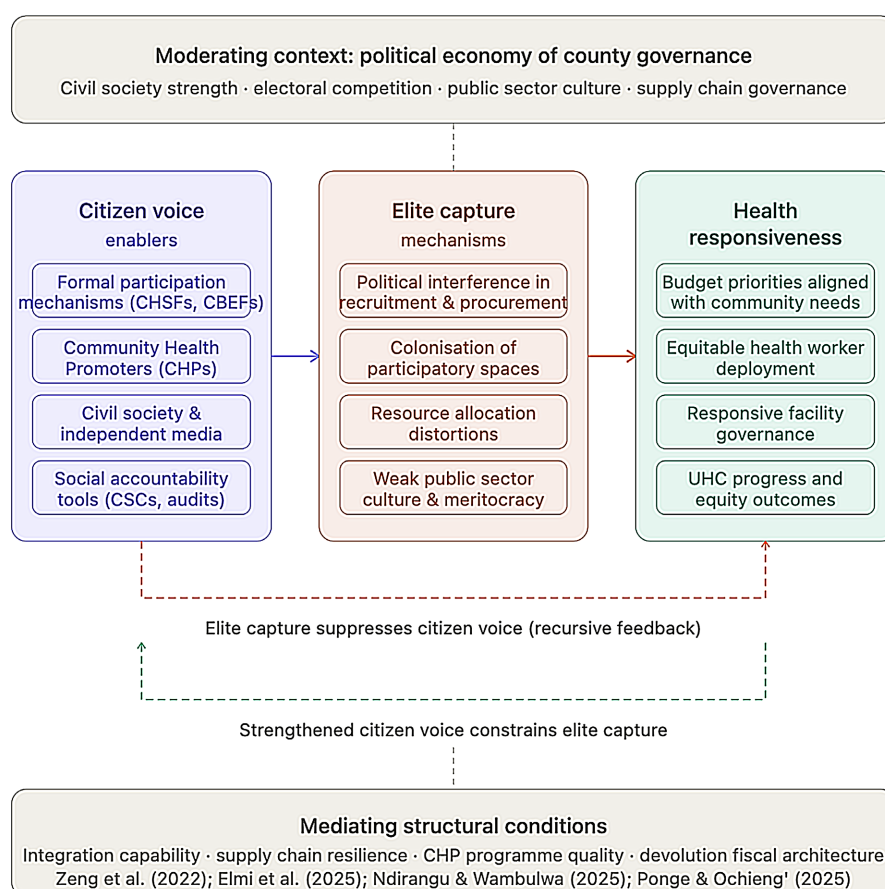 Moderating context: political economy of county governance
Civil society strength · electoral competition · public sector culture · supply chain governance
Citizen voice
enablers
Formal participation
mechanisms (CHSFs, CBEFs)
Community Health
Promoters (CHPs)
Civil society &
independent media
Social accountability
tools (CSCs, audits)
Elite capture
mechanisms
Political interference in
recruitment & procurement
Colonisation of
participatory spaces
Resource allocation
distortions
Weak public sector
culture & meritocracy
Health
responsiveness
Budget priorities aligned
with community needs
Equitable health worker
deployment
Responsive facility
governance
UHC progress and
equity outcomes
Elite capture suppresses citizen voice (recursive feedback)
Strengthened citizen voice constrains elite capture
Mediating structural conditions
Integration capability · supply chain resilience · CHP programme quality · devolution fiscal architecture
Zeng et al. (2022); Elmi et al. (2025); Ndirangu & Wambulwa (2025); Ponge & Ochieng' (2025)